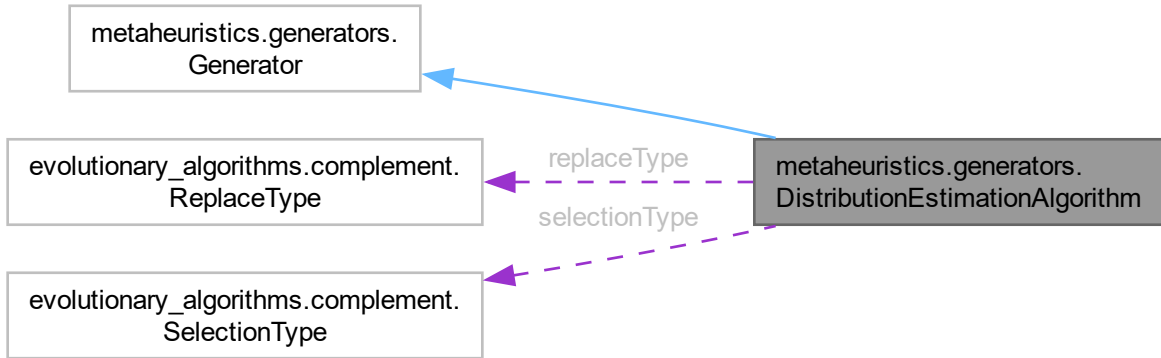 metaheuristics.generators.
Generator
evolutionary_algorithms.complement.
ReplaceType
replaceType
metaheuristics.generators.
DistributionEstimationAlgorithm
selectionType
evolutionary_algorithms.complement.
SelectionType